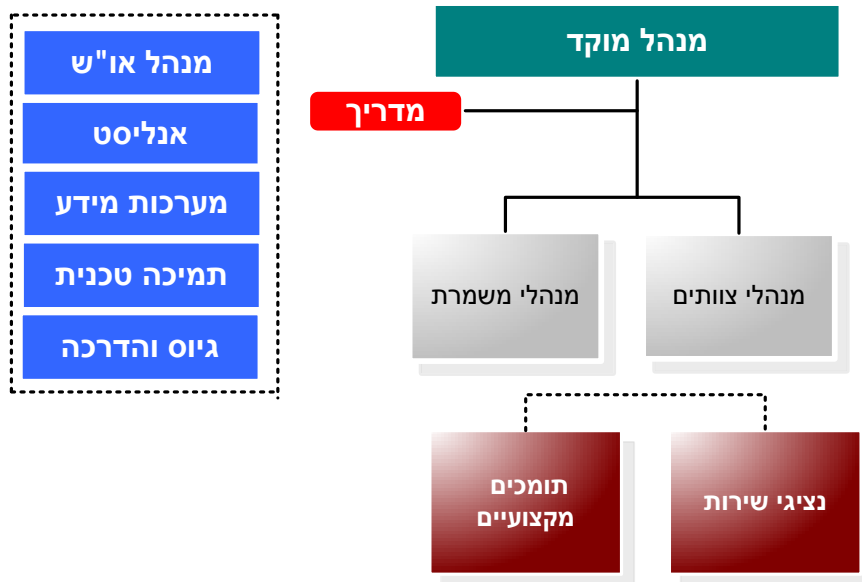 מנהל מוקד
מדריך
מנהלי צוותים
מנהלי משמרת
נציגי שירות
תומכים
מקצועיים
מנהל או"ש
אנליסט
מערכות מידע
תמיכה טכנית
גיוס והדרכה